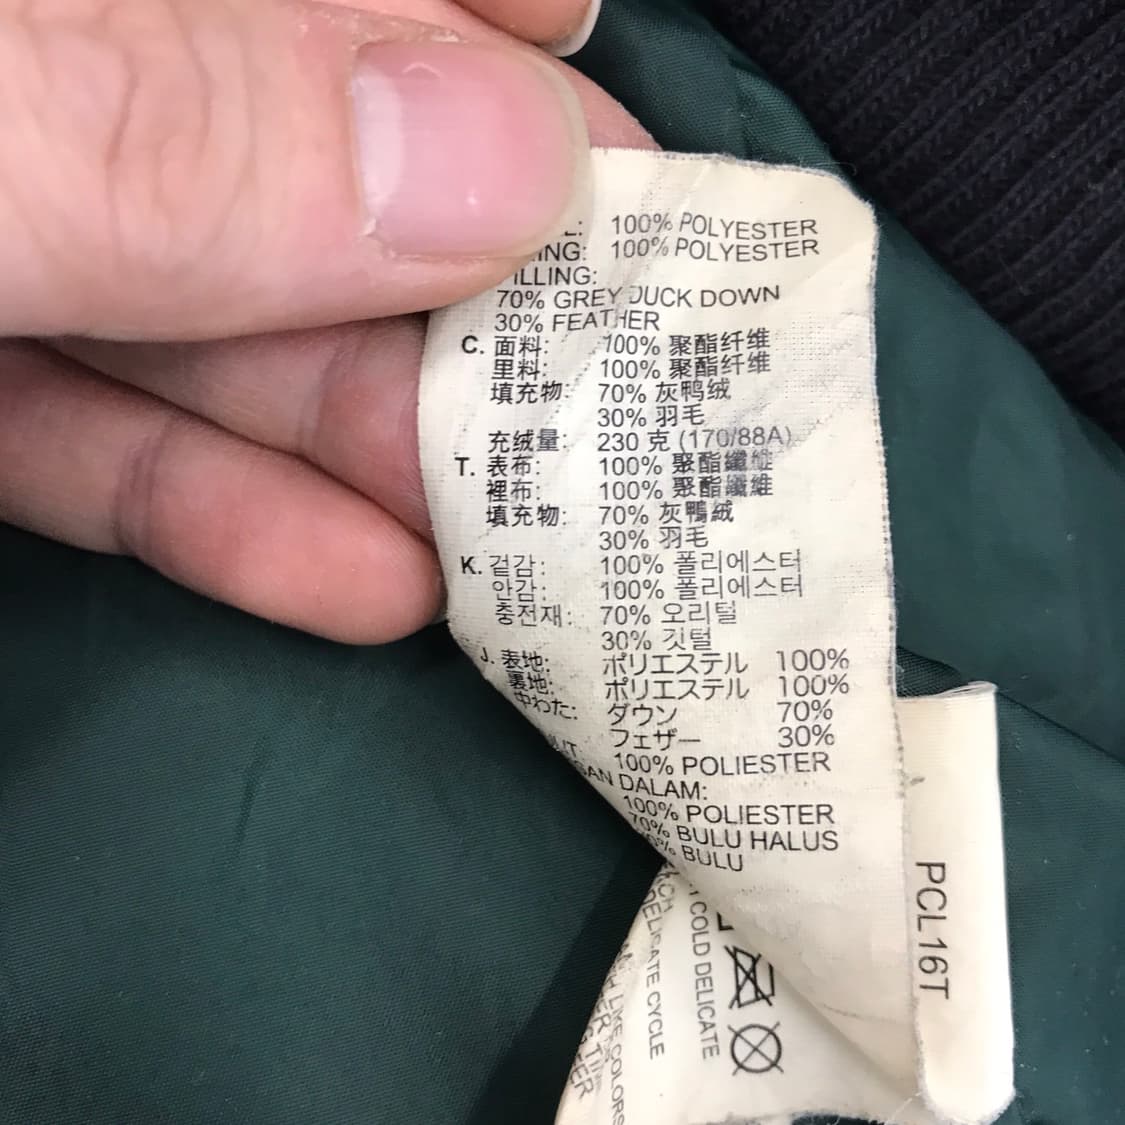 100% POLYESTER
100% POLYESTER
70% GREY DUCK DOWN
30% FEATHER
C. 面料: 100% 聚酯纤维
里料: 100% 聚酯纤维
填充物: 70% 灰鸭绒
30% 羽毛
充绒量: 230 克 (170/88A)
T. 表布: 100% 聚酯纖維
裡布: 100% 聚酯纖維
填充物: 70% 灰鴨絨
30% 羽毛
K. 겉감: 100% 폴리에스터
안감: 100% 폴리에스터
충전재: 70% 오리털
30% 깃털
J. 表地: ポリエステル 100%
裏地: ポリエステル 100%
中わた: ダウン 70%
フェザー 30%
100% POLIESTER
DALAM:
100% POLIESTER
70% BULU HALUS
BULU
COLD DELICATE
DELICATE CYCLE
LIKE COLORS
PCL16T